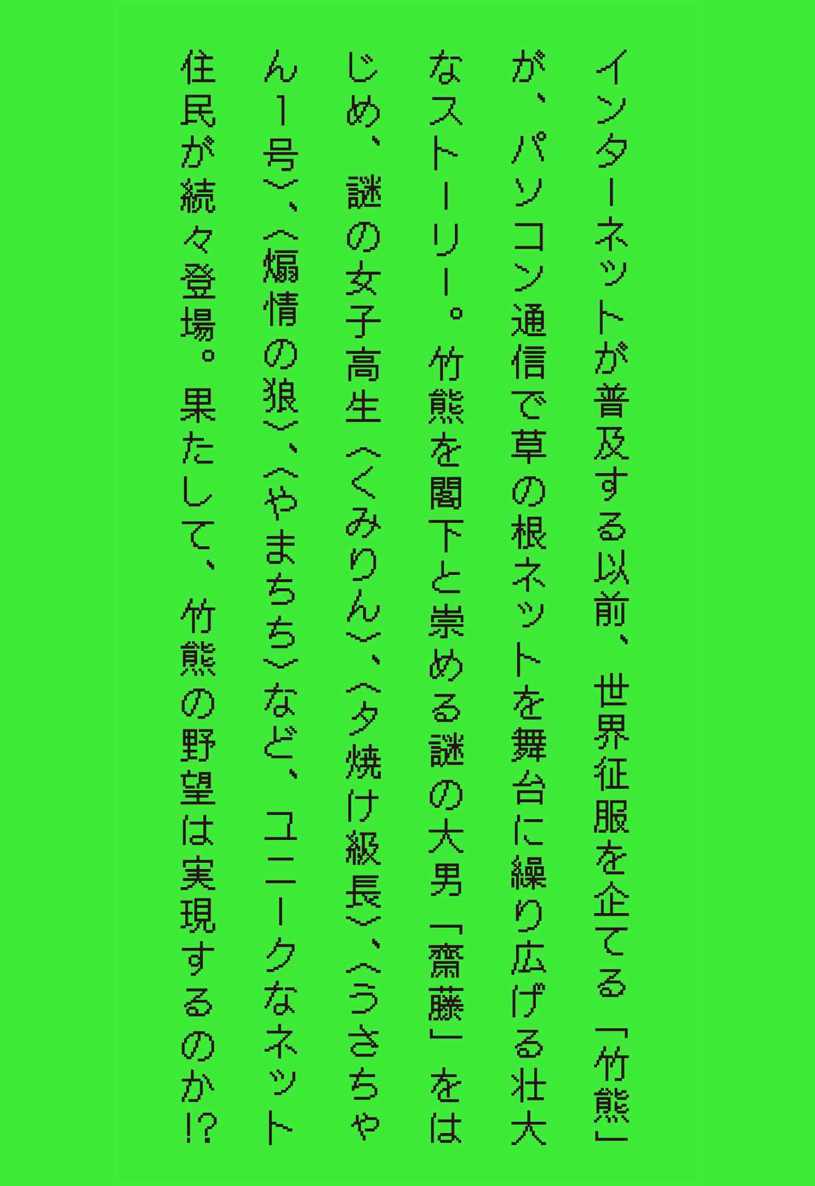 インターネットが普及する以前、世界征服を企てる「竹熊」
が、パソコン通信で草の根ネットを舞台に繰り広げる壮大
なストーリー。竹熊を閣下と崇める謎の大男「齋藤」をは
じめ、謎の女子高生〈くみりん〉、〈夕焼け級長〉、〈うさちゃ
ん1号〉、〈煽情の狼〉、〈やまちち〉など、ユニークなネット
住民が続々登場。果たして、竹熊の野望は実現するのか!?